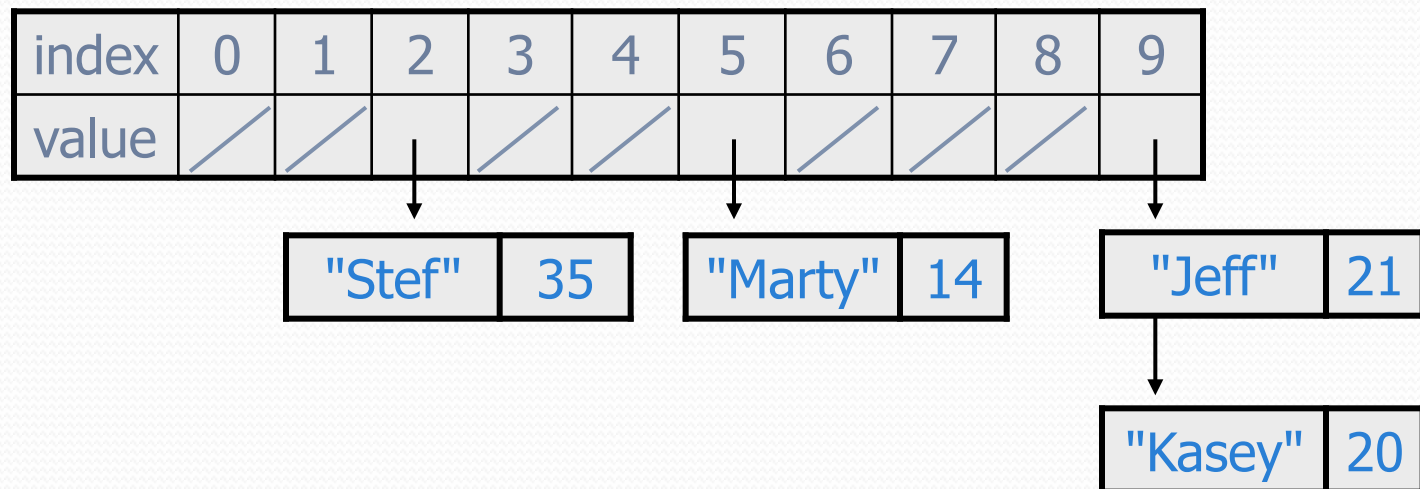 index 0 1 2 3 4 5 6 7 8 9
value
"Stef" 35 "Marty" 14 "Jeff" 21
"Kasey" 20